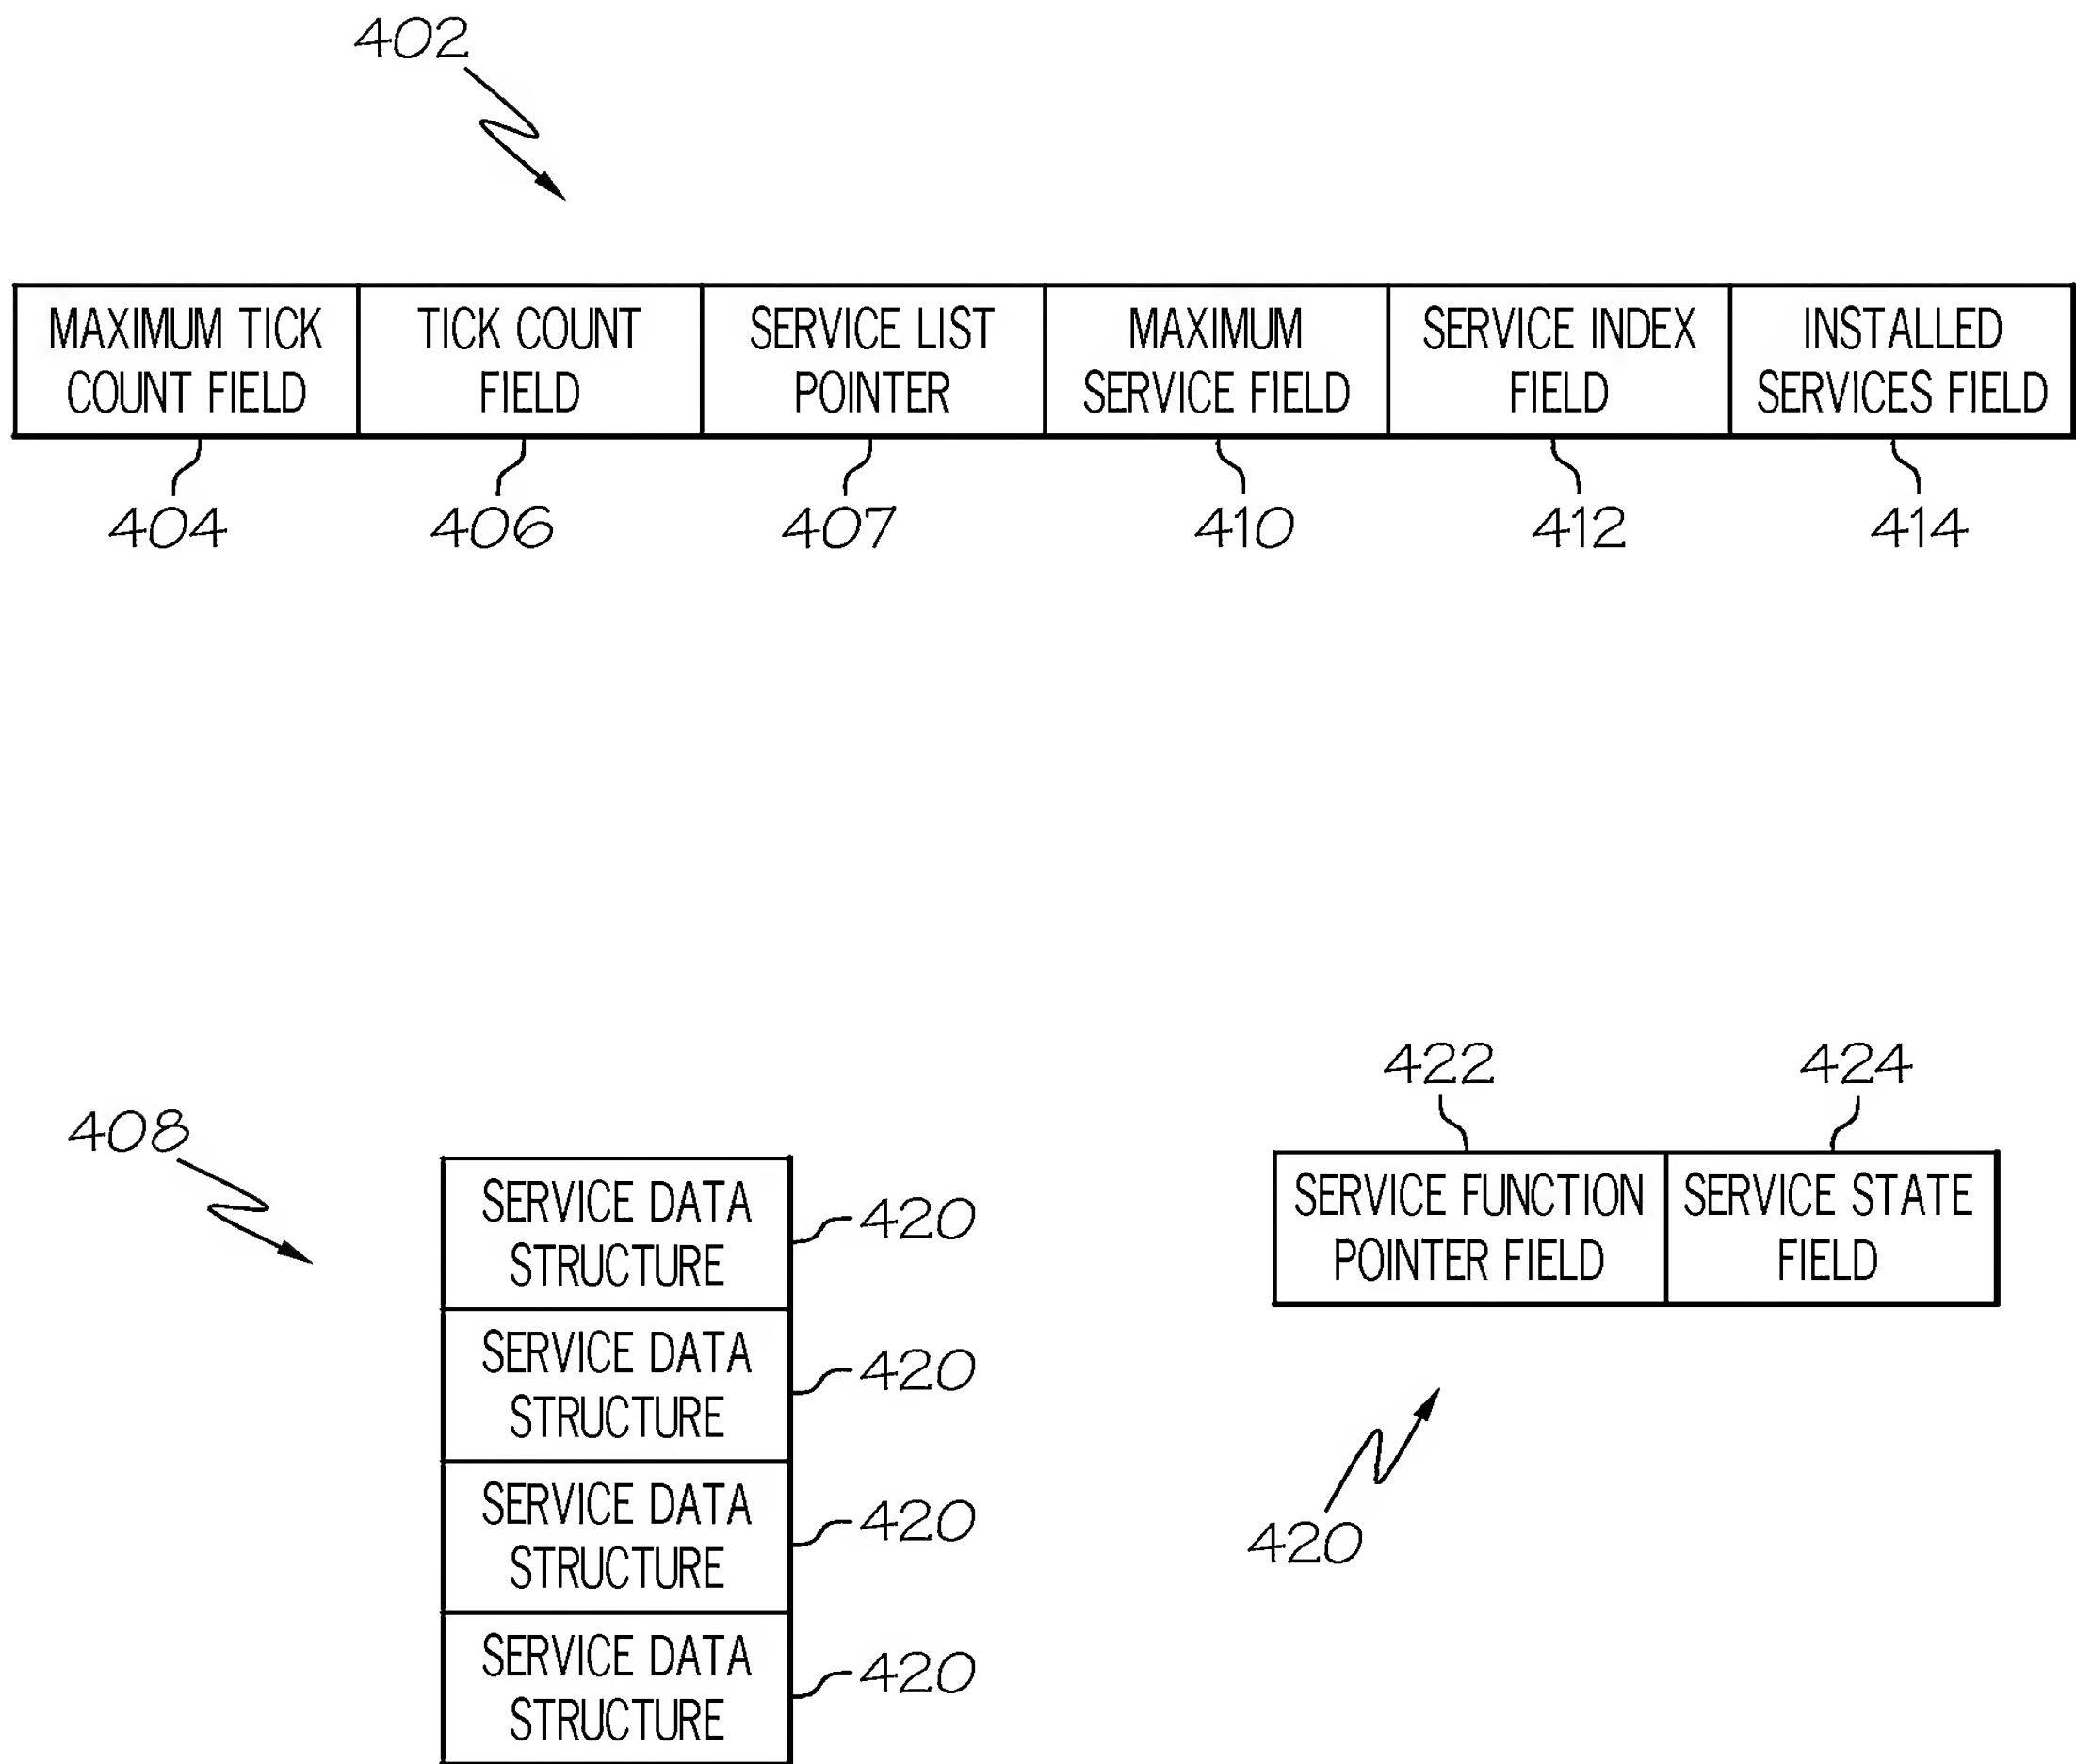 402
MAXIMUM TICK
COUNT FIELD
TICK COUNT
FIELD
SERVICE LIST
POINTER
MAXIMUM
SERVICE FIELD
SERVICE INDEX
FIELD
INSTALLED
SERVICES FIELD
404
406
407
410
412
414
408
SERVICE DATA
STRUCTURE
420
SERVICE DATA
STRUCTURE
420
SERVICE DATA
STRUCTURE
420
SERVICE DATA
STRUCTURE
420
422
424
SERVICE FUNCTION
POINTER FIELD
SERVICE STATE
FIELD
420